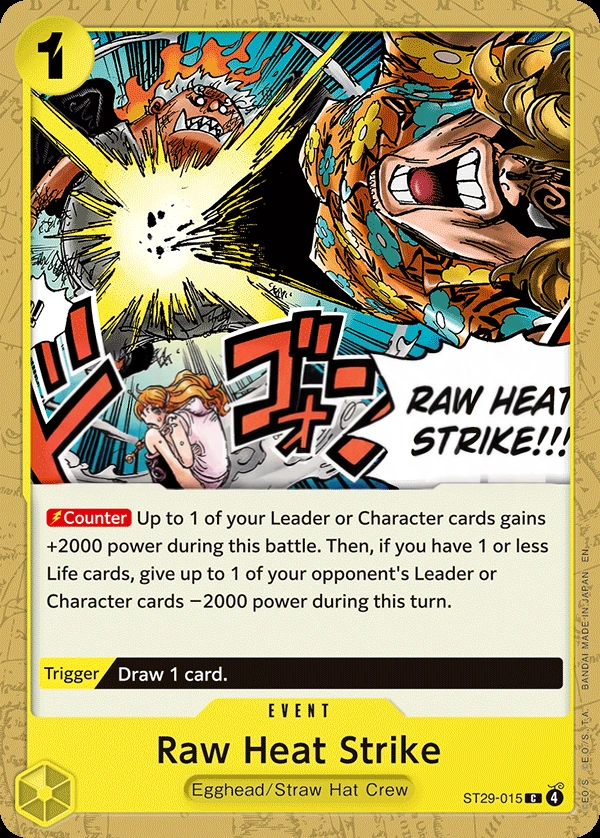 1
ド
ゴォン!
RAW HEAT
STRIKE!!!
Counter Up to 1 of your Leader or Character cards gains
+2000 power during this battle. Then, if you have 1 or less
Life cards, give up to 1 of your opponent's Leader or
Character cards −2000 power during this turn.
Trigger Draw 1 card.
EVENT
Raw Heat Strike
Egghead/Straw Hat Crew
ST29-015 C 4
BANDAI MADE IN JAPAN EN